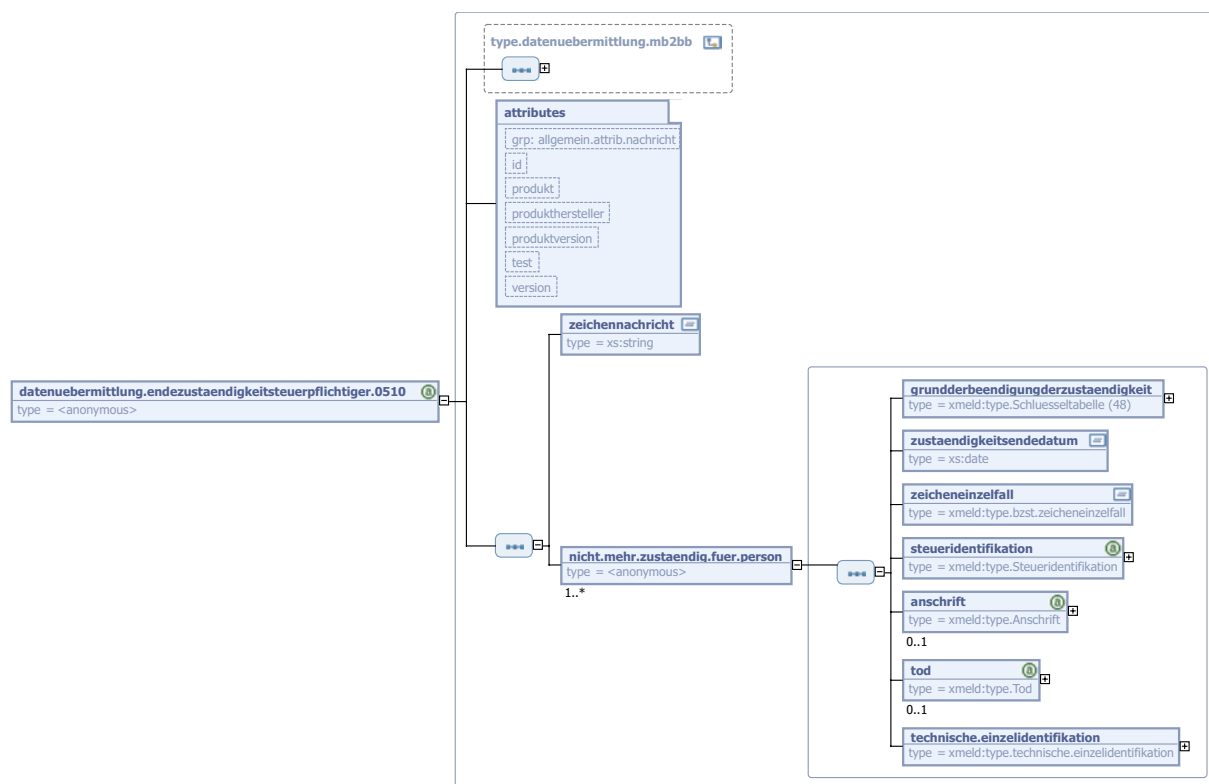 type.datenuebermittlung.mb2bb
attributes
grp: allgemein.attrib.nachricht
id
produkt
produkthersteller
produktversion
test
version
zeichennachricht
type = xs:string
datenuebermittlung.endezustaendigkeitsteuerpflichtiger.0510
type = <anonymous>
nicht.mehr.zustaendig.fuer.person
type = <anonymous>
1..*
grundderbeendigungderzustaendigkeit
type = xmeld:type.Schluesseltabelle (48)
zustaendigkeitsendedatum
type = xs:date
zeicheneinzelfall
type = xmeld:type.bzst.zeicheneinzelfall
steueridentifikation
type = xmeld:type.Steueridentifikation
anschrift
type = xmeld:type.Anschrift
0..1
tod
type = xmeld:type.Tod
0..1
technische.einzelidentifikation
type = xmeld:type.technische.einzelidentifikation